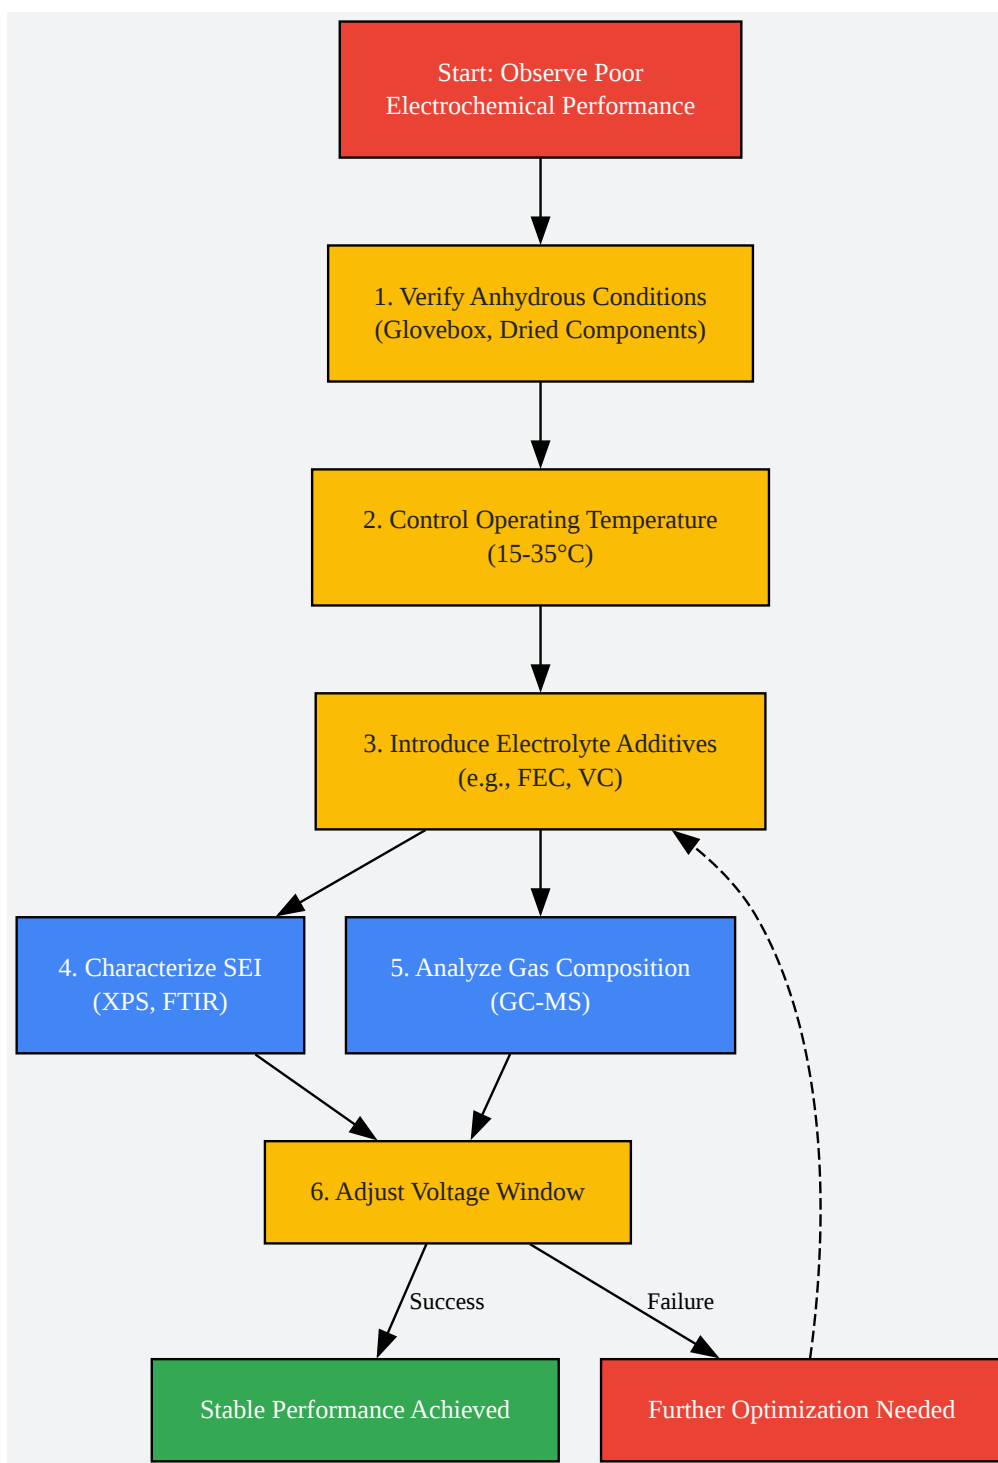 Start: Observe Poor
Electrochemical Performance
1. Verify Anhydrous Conditions
(Glovebox, Dried Components)
2. Control Operating Temperature
(15-35°C)
3. Introduce Electrolyte Additives
(e.g., FEC, VC)
4. Characterize SEI
(XPS, FTIR)
5. Analyze Gas Composition
(GC-MS)
6. Adjust Voltage Window
Success
Failure
Stable Performance Achieved
Further Optimization Needed